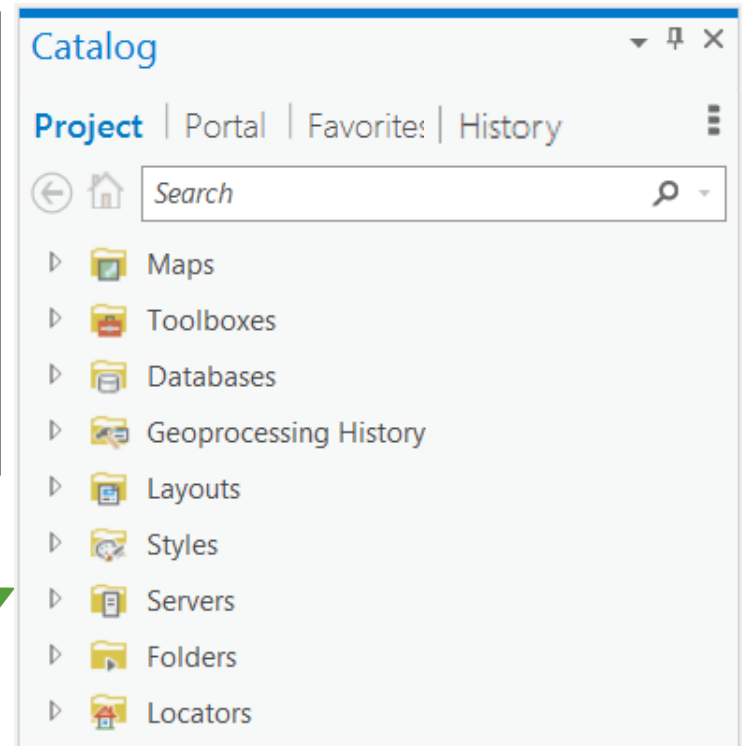 Catalog
Project Portal Favorites History
Search
Maps
Toolboxes
Databases
Geoprocessing History
Layouts
Styles
Servers
Folders
Locators